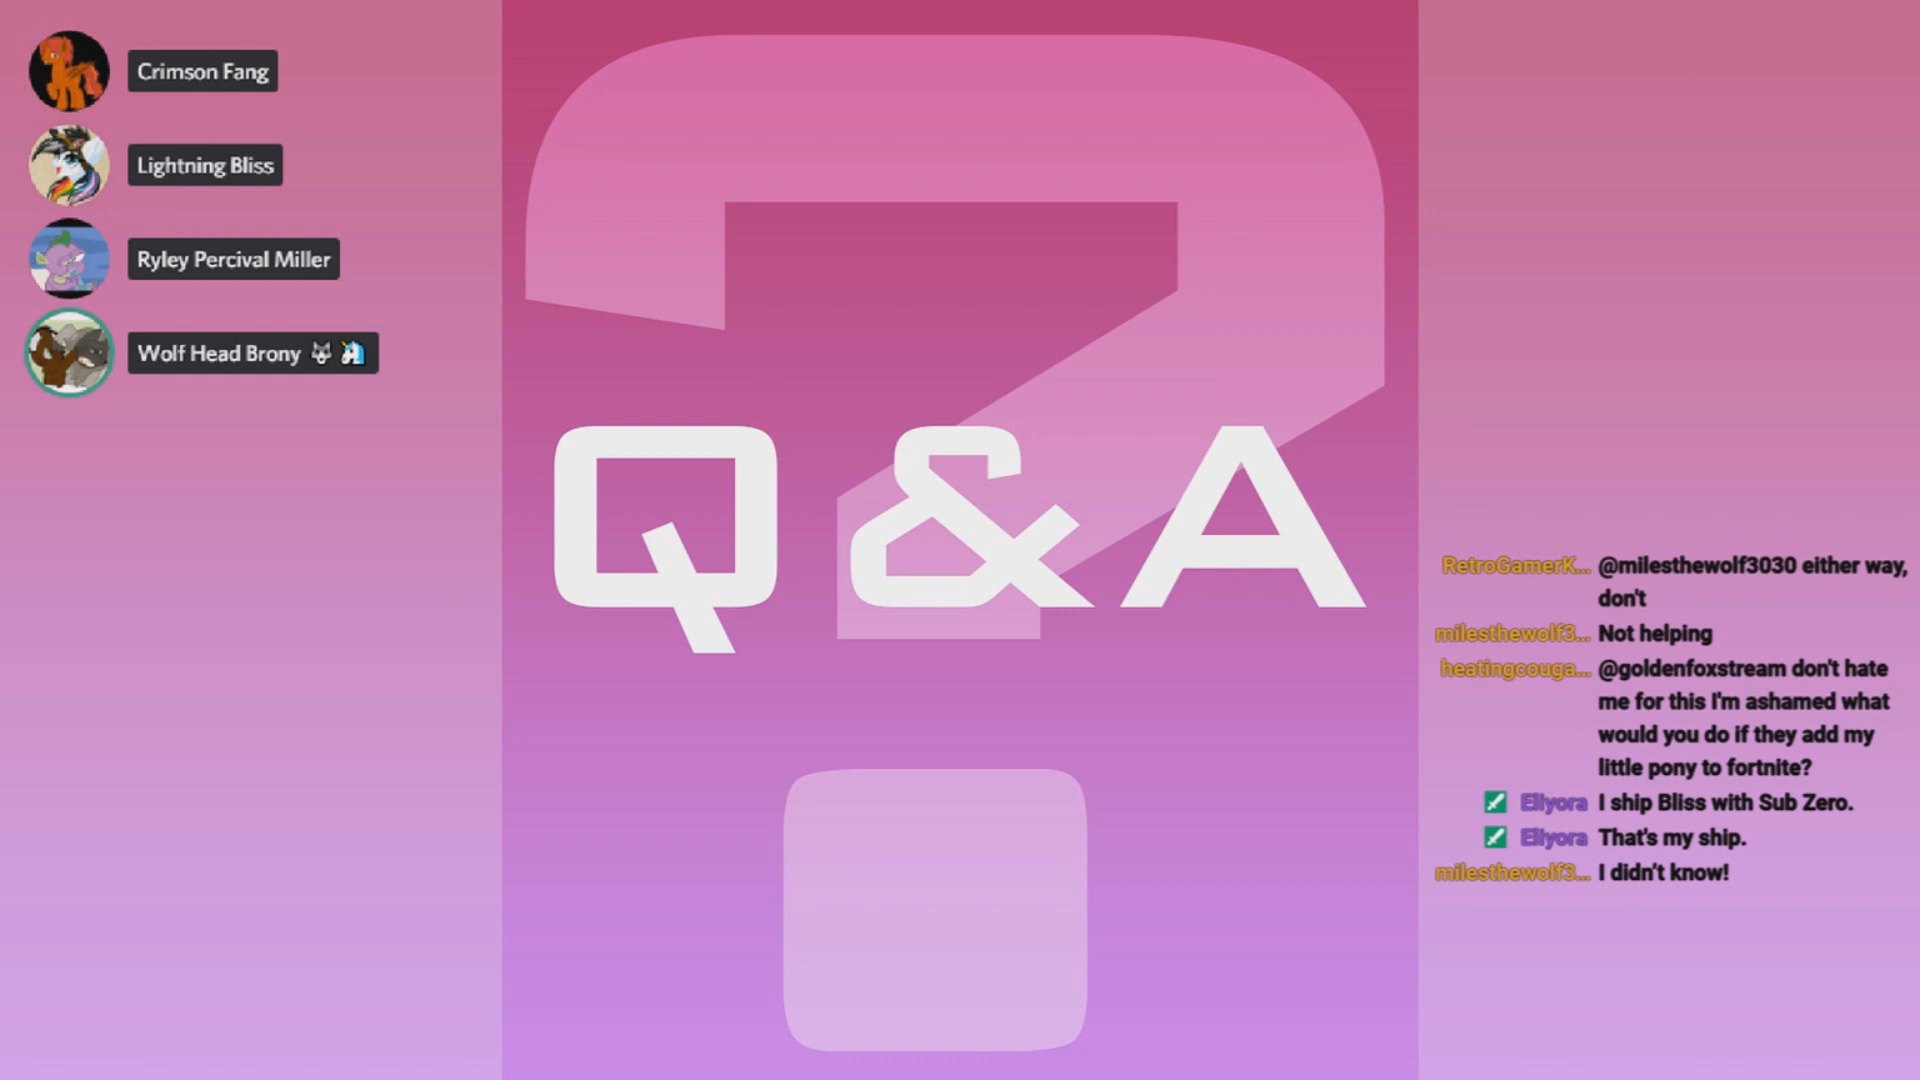 Crimson Fang
Lightning Bliss
Ryley Percival Miller
Wolf Head Brony
Q & A
RetroGamerK... @milesthewolf3030 either way,
don't
milesthewolf3... Not helping
heatingcouga... @goldenfoxstream don't hate
me for this I'm ashamed what
would you do if they add my
little pony to fortnite?
Ellyora I ship Bliss with Sub Zero.
Ellyora That's my ship.
milesthewolf3... I didn't know!